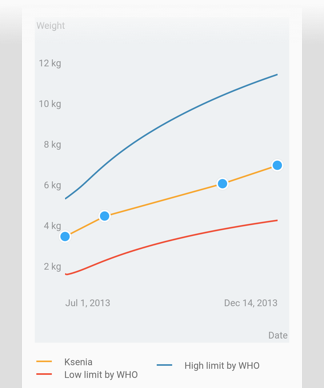 Weight
12 kg
10 kg
8 kg
6 kg
4 kg
2 kg
Jul 1, 2013 Dec 14, 2013
Date
Ksenia
High limit by WHO
Low limit by WHO